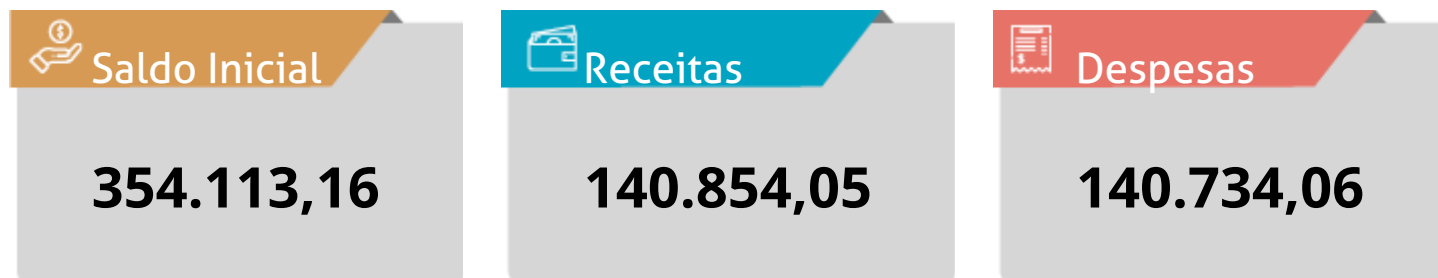 Saldo Inicial
354.113,16
Receitas
140.854,05
Despesas
140.734,06